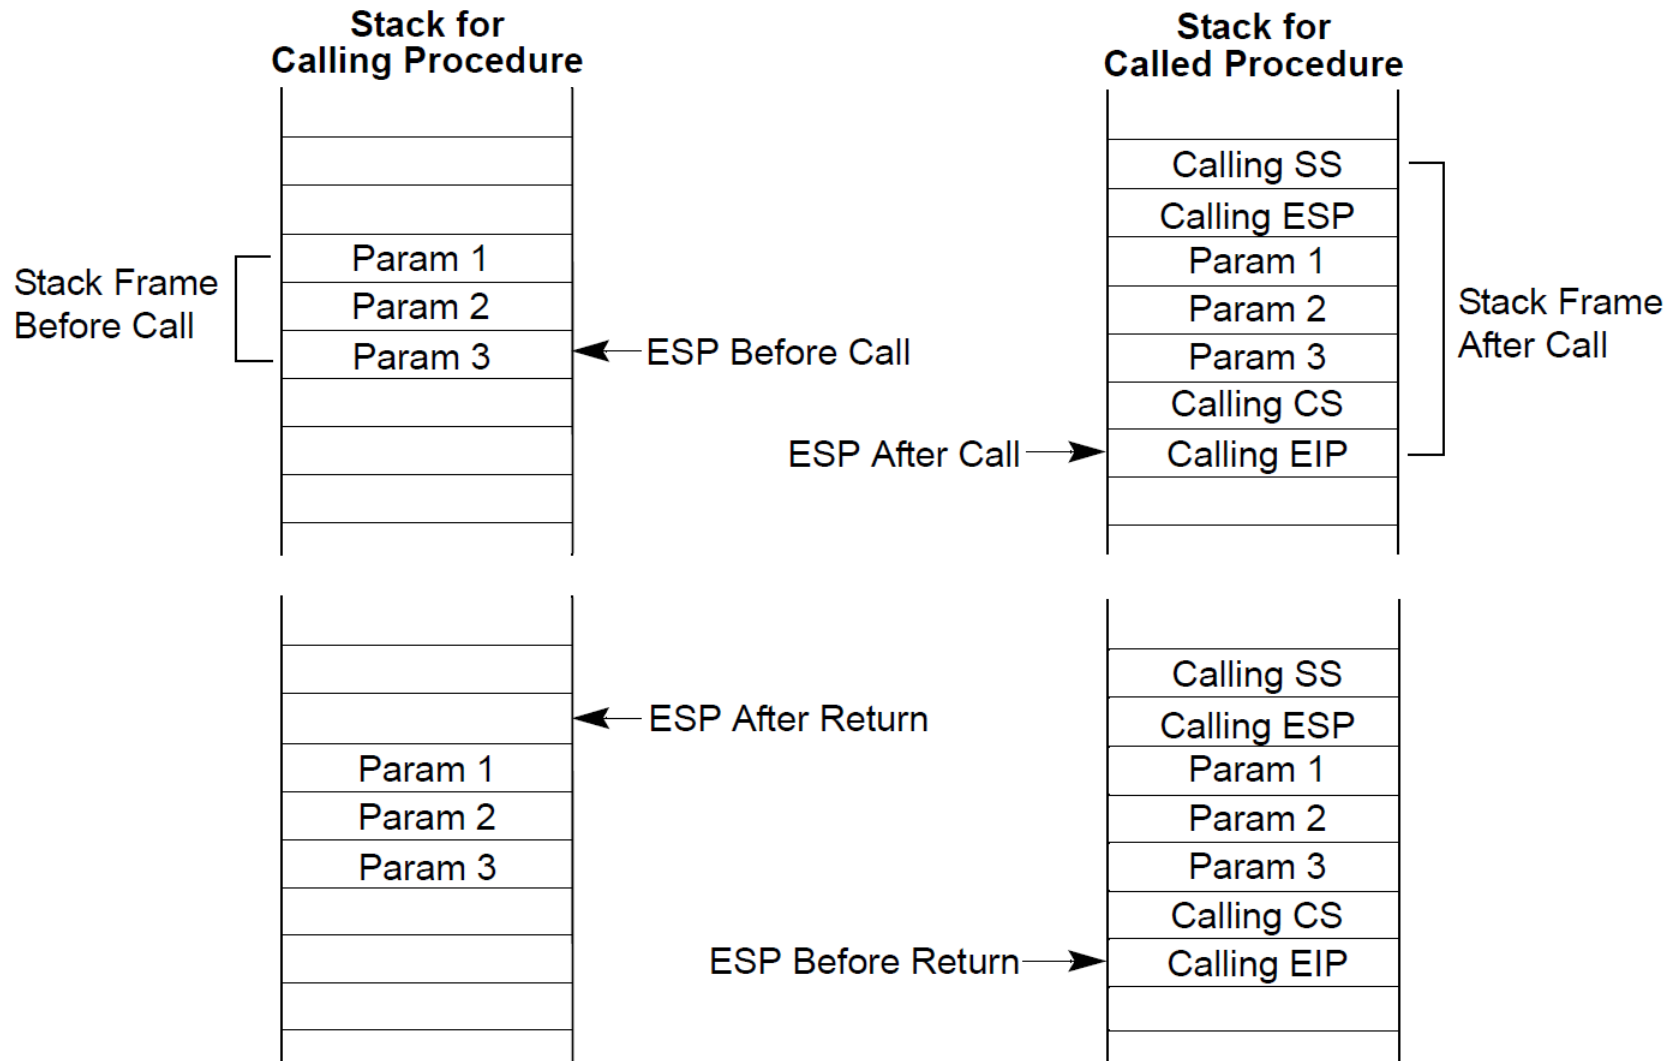 Stack for
Calling Procedure
Stack for
Called Procedure
Calling SS
Calling ESP
Param 1
Param 1
Stack Frame
Before Call
Param 2
Param 2
Stack Frame
After Call
Param 3
ESP Before Call
Param 3
Calling CS
ESP After Call
Calling EIP
Calling SS
ESP After Return
Calling ESP
Param 1
Param 1
Param 2
Param 2
Param 3
Param 3
Calling CS
ESP Before Return
Calling EIP